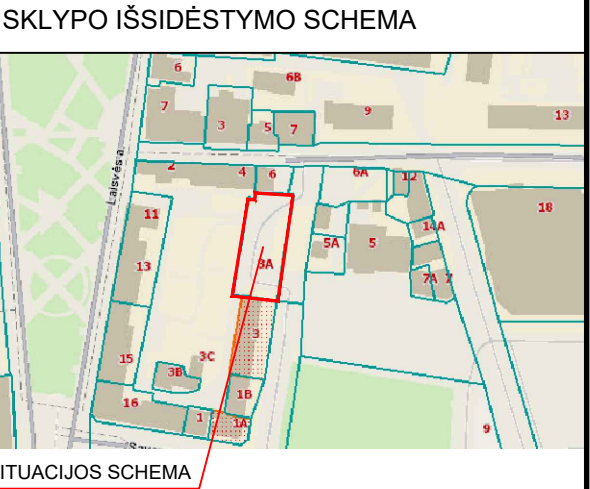 SKLYPO IŠSIDĖSTYMO SCHEMA
6
6B
7
3
5
7
9
13
2
4
6
6A
12
Laisvės a.
11
18
14A
5A
5
13
3A
7A
7
3
15
3C
3B
1B
16
1
1A
9
ITUACIJOS SCHEMA